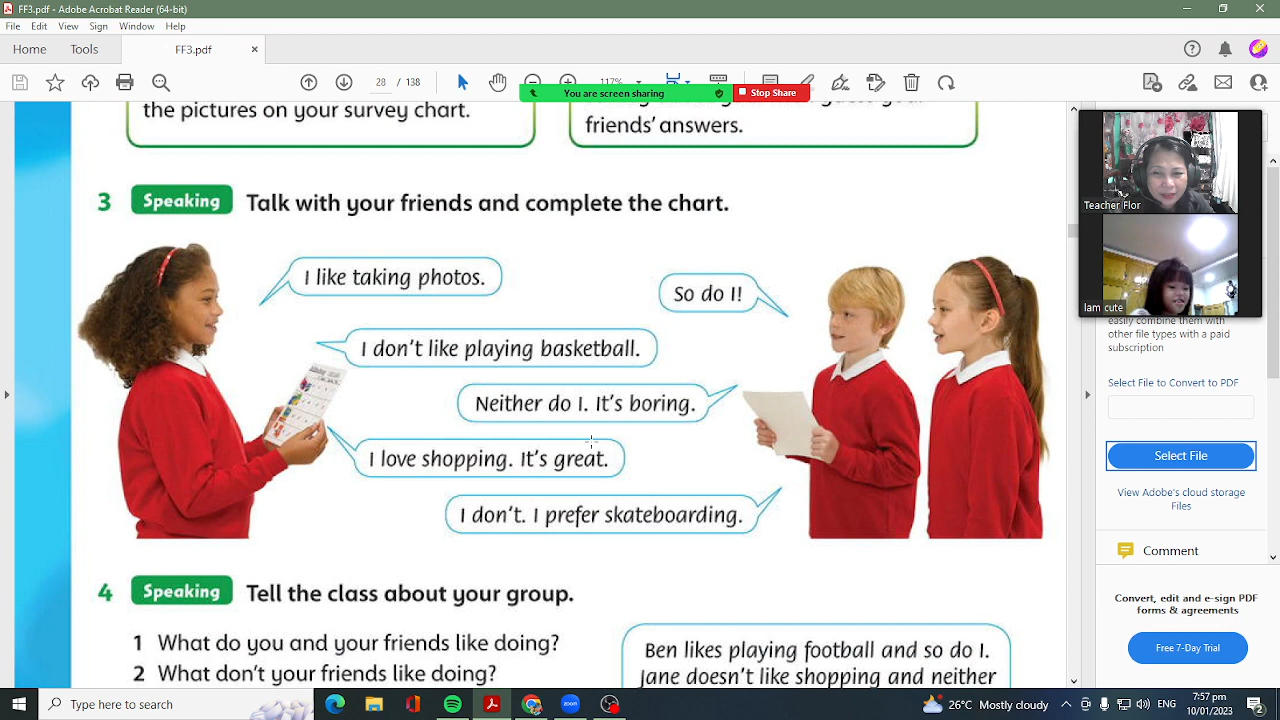 FF3.pdf - Adobe Acrobat Reader (64-bit)
File Edit View Sign Window Help
Home Tools FF3.pdf ×
28 / 138 117%
You are screen sharing Stop Share
the pictures on your survey chart.
friends' answers.
3 Speaking Talk with your friends and complete the chart.
I like taking photos.
So do I!
I don't like playing basketball.
Neither do I. It's boring.
I love shopping. It's great.
I don't. I prefer skateboarding.
4 Speaking Tell the class about your group.
1 What do you and your friends like doing?
2 What don't your friends like doing?
Ben likes playing football and so do I.
Jane doesn't like shopping and neither
Teacher Flor
Iam cute
easily combine them with
other file types with a paid
subscription
Select File to Convert to PDF
Select File
View Adobe's cloud storage
Files
Comment
Convert, edit and e-sign PDF
forms & agreements
Free 7-Day Trial
Type here to search
zoom
26°C Mostly cloudy
7:57 pm
10/01/2023
2